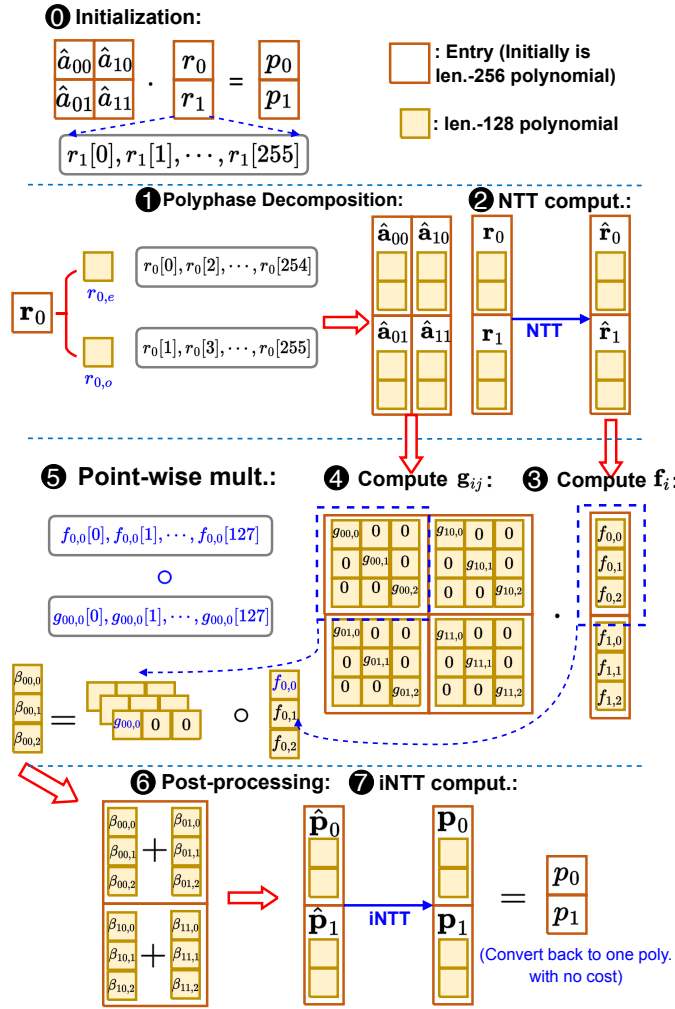 0 Initialization:
â00 â10 · r0 = p0
â01 â11 r1 p1
: Entry (Initially is
len.-256 polynomial)
: len.-128 polynomial
r1[0], r1[1], ⋯, r1[255]
1 Polyphase Decomposition:
2 NTT comput.:
r0
r0,e
r0[0], r0[2], ⋯, r0[254]
r0,o
r0[1], r0[3], ⋯, r0[255]
â00 â10
â01 â11
r0 r̂0
r1 r̂1
NTT
5 Point-wise mult.:
4 Compute gij:
3 Compute fi:
f0,0[0], f0,0[1], ⋯, f0,0[127]
○
g00,0[0], g00,0[1], ⋯, g00,0[127]
g00,0 0 0 g10,0 0 0
0 g00,1 0 0 g10,1 0
0 0 g00,2 0 0 g10,2
g01,0 0 0 g11,0 0 0
0 g01,1 0 0 g11,1 0
0 0 g01,2 0 0 g11,2
·
f0,0
f0,1
f0,2
f1,0
f1,1
f1,2
β00,0
β00,1
β00,2
=
g00,0 0 0
○
f0,0
f0,1
f0,2
6 Post-processing:
7 iNTT comput.:
β00,0 β01,0
β00,1 + β01,1
β00,2 β01,2
β10,0 β11,0
β10,1 + β11,1
β10,2 β11,2
p̂0 p0
p̂1 p1
iNTT
= p0
p1
(Convert back to one poly.
with no cost)